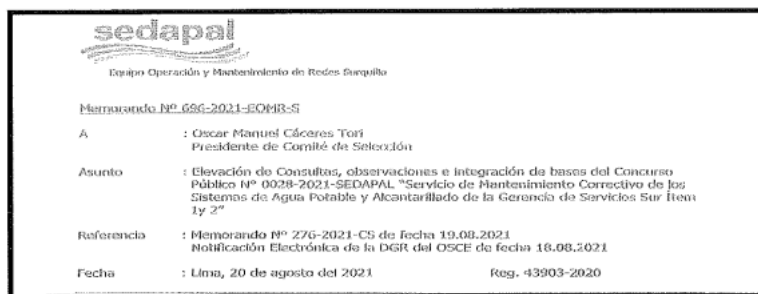 sedapal
Equipo Operación y Mantenimiento de Redes Surquillo
Memorando Nº 696-2021-EOMR-S
A : Oscar Manuel Cáceres Tori
Presidente de Comité de Selección
Asunto : Elevación de Consultas, observaciones e integración de bases del Concurso
Público Nº 0028-2021-SEDAPAL "Servicio de Mantenimiento Correctivo de los
Sistemas de Agua Potable y Alcantarillado de la Gerencia de Servicios Sur Ítem
1y 2"
Referencia : Memorando Nº 276-2021-CS de fecha 19.08.2021
Notificación Electrónica de la DGR del OSCE de fecha 18.08.2021
Fecha : Lima, 20 de agosto del 2021 Reg. 43903-2020